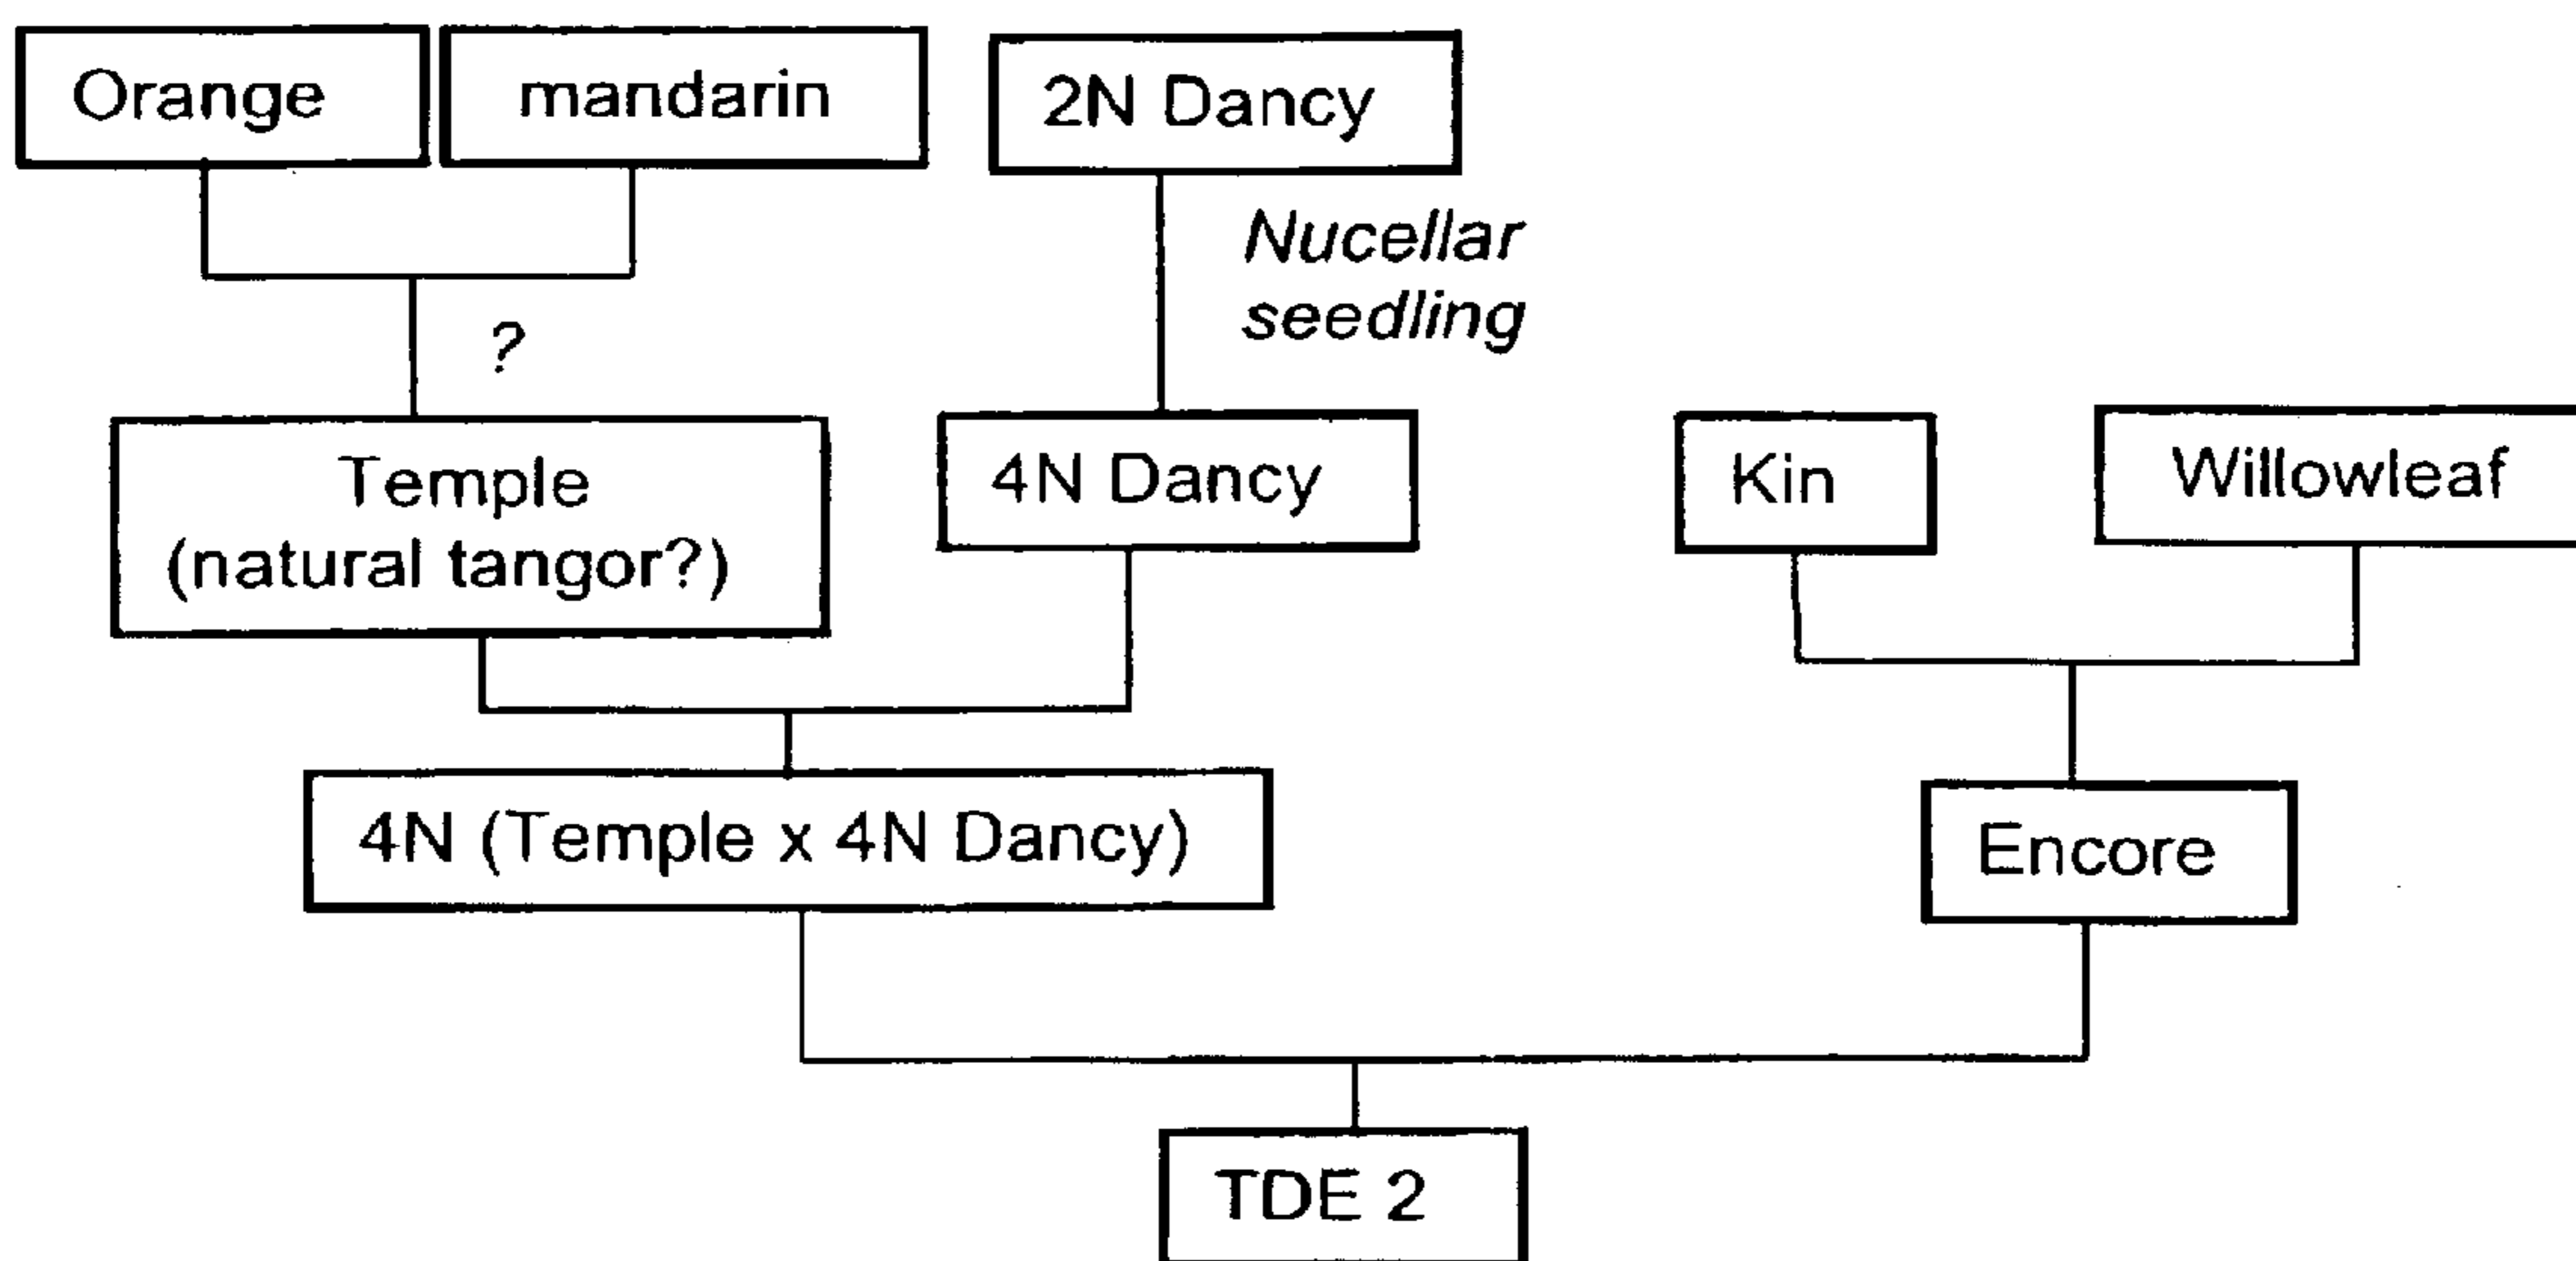 Orange
mandarin
2N Dancy
Nucellar
seedling
?
Temple
(natural tangor?)
4N Dancy
Kin
Willowleaf
4N (Temple x 4N Dancy)
Encore
TDE 2